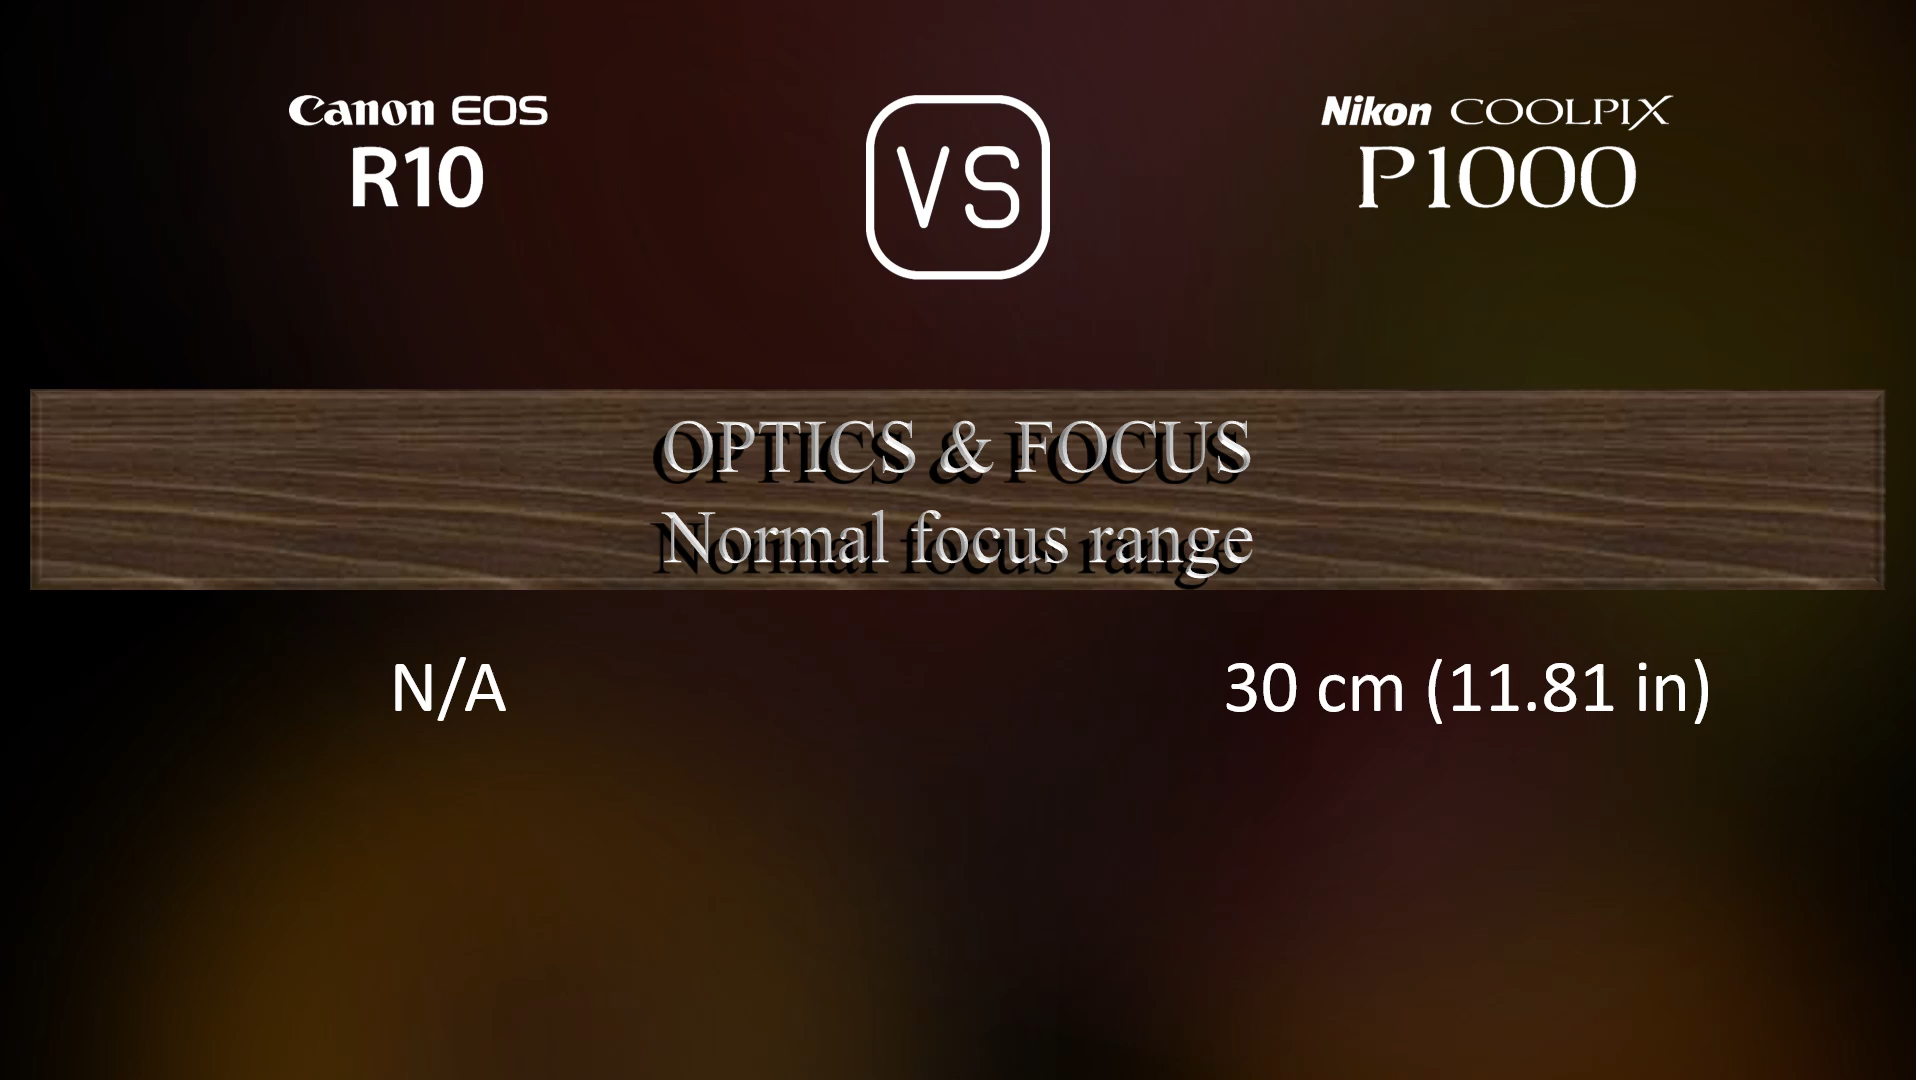 Canon EOS
R10
VS
Nikon COOLPIX
P1000
OPTICS & FOCUS
Normal focus range
N/A
30 cm (11.81 in)